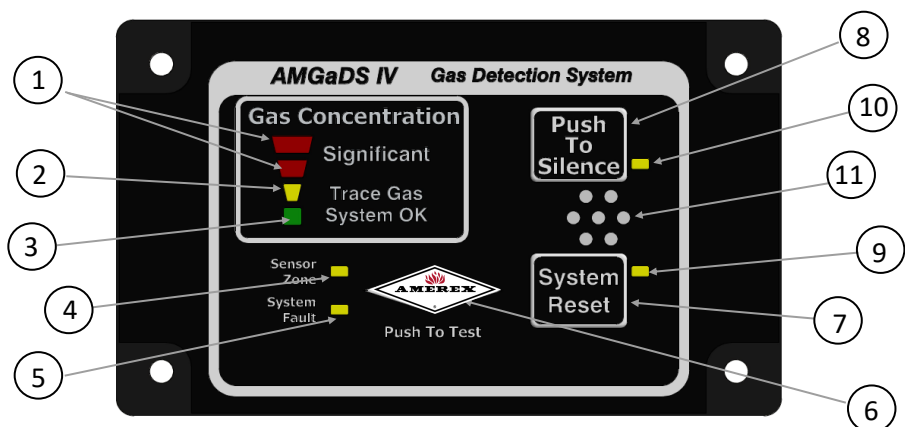 AMGaDS IV Gas Detection System
Gas Concentration
Significant
Trace Gas
System OK
Push
To
Silence
Sensor
Zone
System
Fault
AMEREX
Push To Test
System
Reset
1
2
3
4
5
8
10
11
9
7
6